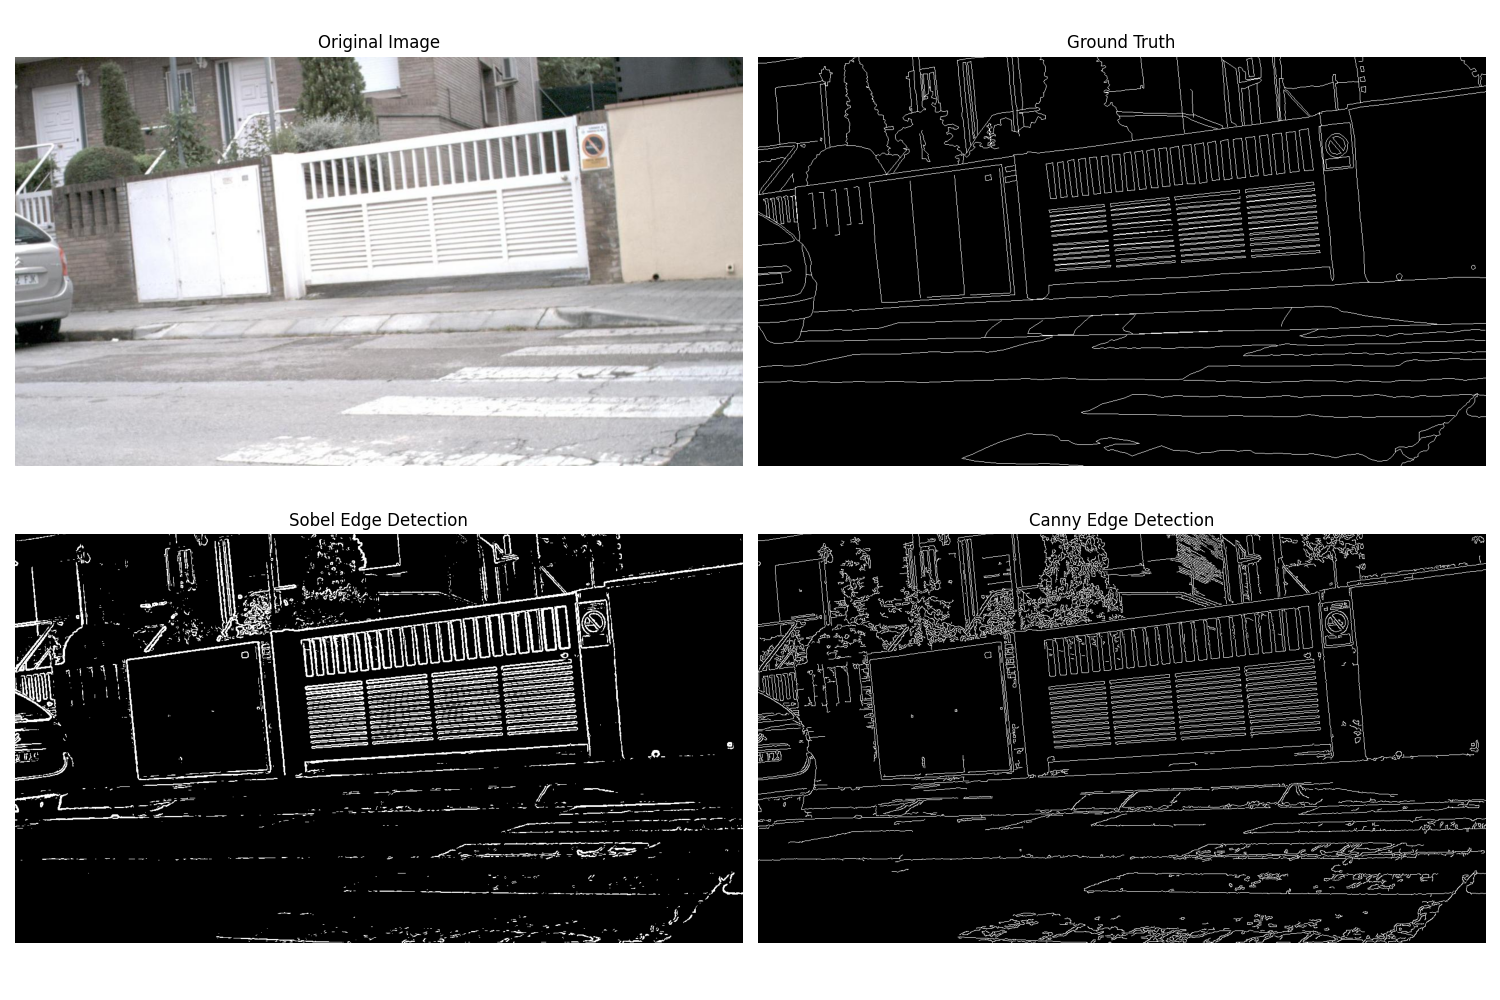 Original Image
Ground Truth
Sobel Edge Detection
Canny Edge Detection